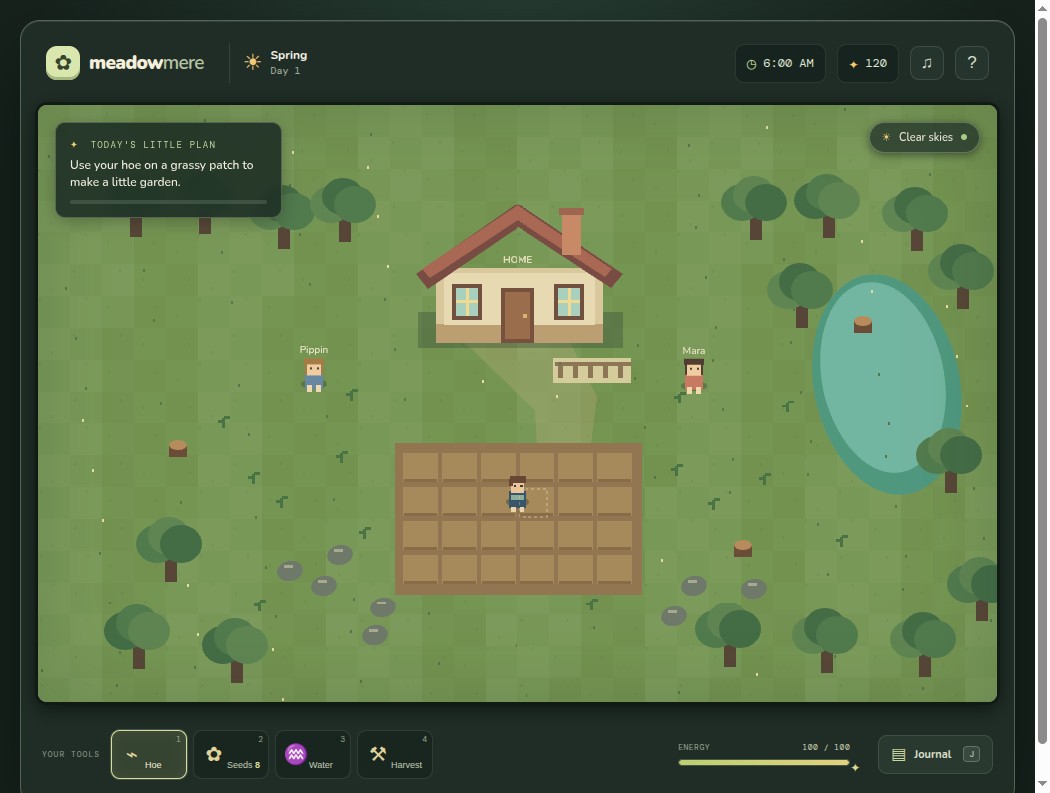 meadowmere
Spring
Day 1
6:00 AM
120
?
TODAY'S LITTLE PLAN
Use your hoe on a grassy patch to
make a little garden.
Clear skies
HOME
Pippin
Mara
YOUR TOOLS
1
Hoe
2
Seeds 8
3
Water
4
Harvest
ENERGY
100 / 100
Journal
J